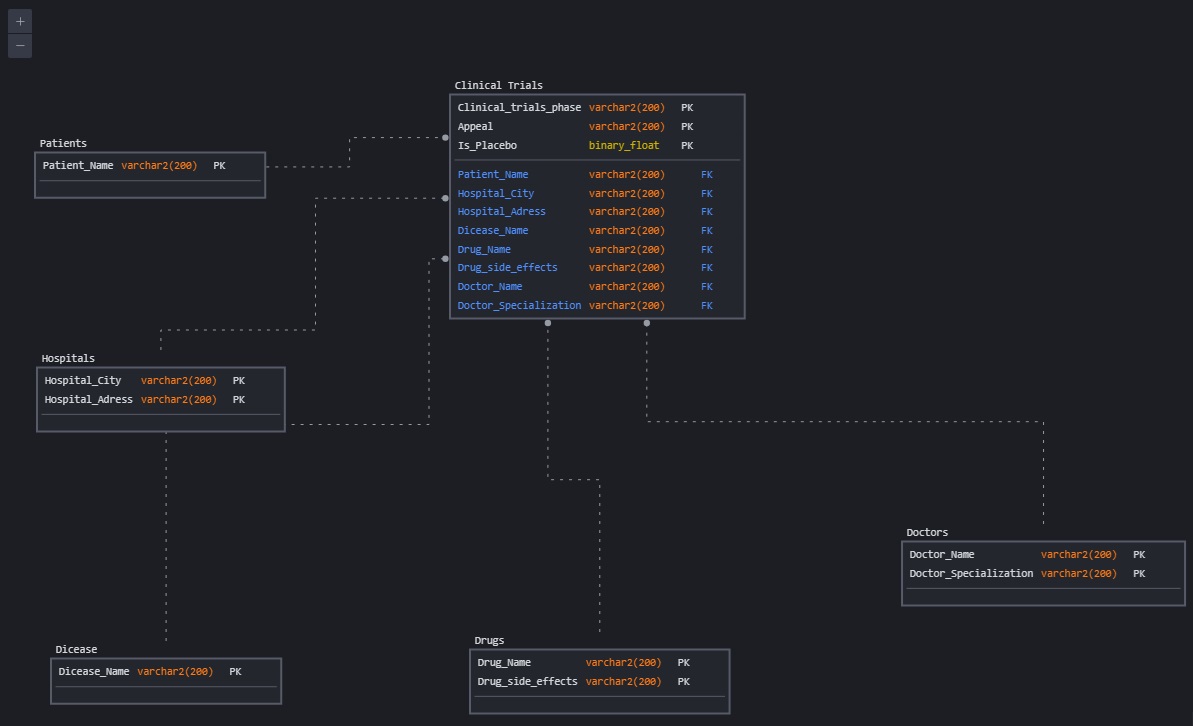 +
−
Clinical Trials
Clinical_trials_phase varchar2(200) PK
Appeal varchar2(200) PK
Is_Placebo binary_float PK
Patient_Name varchar2(200) FK
Hospital_City varchar2(200) FK
Hospital_Adress varchar2(200) FK
Dicease_Name varchar2(200) FK
Drug_Name varchar2(200) FK
Drug_side_effects varchar2(200) FK
Doctor_Name varchar2(200) FK
Doctor_Specialization varchar2(200) FK
Patients
Patient_Name varchar2(200) PK
Hospitals
Hospital_City varchar2(200) PK
Hospital_Adress varchar2(200) PK
Doctors
Doctor_Name varchar2(200) PK
Doctor_Specialization varchar2(200) PK
Dicease
Dicease_Name varchar2(200) PK
Drugs
Drug_Name varchar2(200) PK
Drug_side_effects varchar2(200) PK